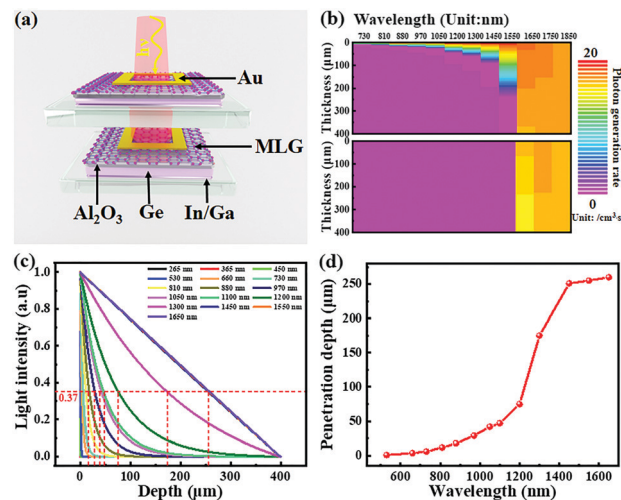 (a)
hν
Au
MLG
Al₂O₃
Ge
In/Ga
(b)
Wavelength (Unit:nm)
730 810 880 970 1050 1200 1300 1450 1550 1650 1750 1850
Thickness (μm)
0
100
200
300
400
Thickness (μm)
0
100
200
300
400
20
Photon generation rate
0
Unit: /cm³·s
(c)
Light intensity (a.u)
1.0
0.8
0.6
0.4
0.2
0.0
0.37
265 nm 365 nm 450 nm
530 nm 660 nm 730 nm
810 nm 880 nm 970 nm
1050 nm 1100 nm 1200 nm
1300 nm 1450 nm 1550 nm
1650 nm
0 100 200 300 400
Depth (μm)
(d)
Penetration depth (μm)
250
200
150
100
50
0
600 800 1000 1200 1400 1600
Wavelength (nm)